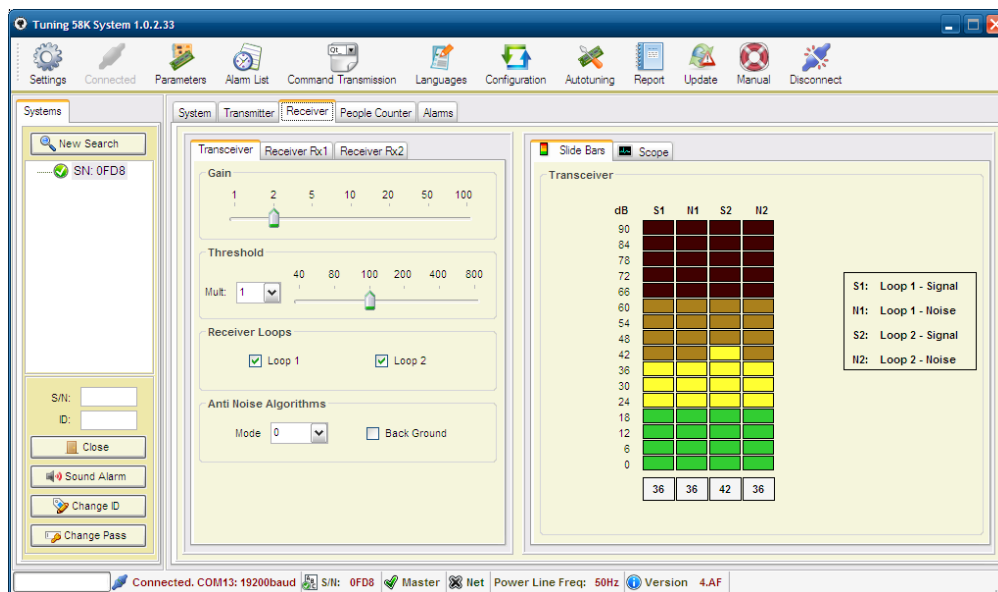 Tuning 58K System 1.0.2.33
Settings Connected Parameters Alarm List Command Transmission Languages Configuration Autotuning Report Update Manual Disconnect
Systems
System Transmitter Receiver People Counter Alarms
New Search
SN: 0FD8
S/N:
ID:
Close
Sound Alarm
Change ID
Change Pass
Transceiver Receiver Rx1 Receiver Rx2
Gain
1 2 5 10 20 50 100
Threshold
40 80 100 200 400 800
Mult: 1
Receiver Loops
Loop 1 Loop 2
Anti Noise Algorithms
Mode 0 Back Ground
Slide Bars Scope
Transceiver
dB S1 N1 S2 N2
90
84
78
72
66
60
54
48
42
36
30
24
18
12
6
0
36 36 42 36
S1: Loop 1 - Signal
N1: Loop 1 - Noise
S2: Loop 2 - Signal
N2: Loop 2 - Noise
Connected. COM13: 19200baud S/N: 0FD8 Master Net Power Line Freq: 50Hz Version 4.AF